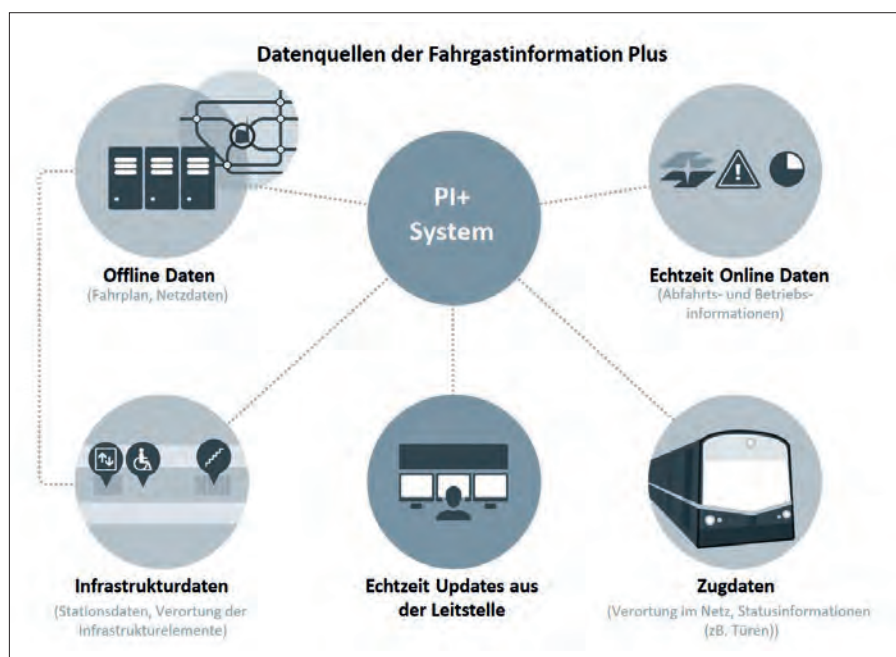 Datenquellen der Fahrgastinformation Plus
PI+
System
Offline Daten
(Fahrplan, Netzdaten)
Echtzeit Online Daten
(Abfahrts- und Betriebs-
informationen)
Infrastrukturdaten
(Stationsdaten, Verortung der
Infrastrukturelemente)
Echtzeit Updates aus
der Leitstelle
Zugdaten
(Verortung im Netz, Statusinformationen
(zB. Türen))